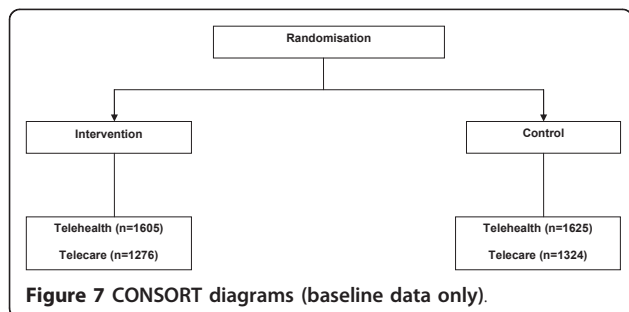 Randomisation
Intervention
Control
Telehealth (n=1605)
Telecare (n=1276)
Telehealth (n=1625)
Telecare (n=1324)
Figure 7 CONSORT diagrams (baseline data only).